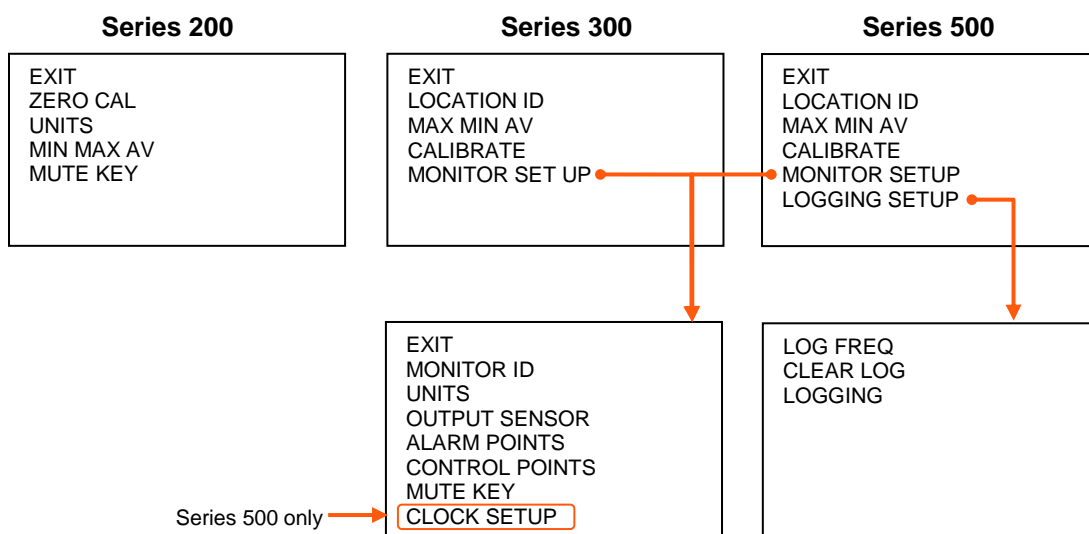 Series 200
EXIT
ZERO CAL
UNITS
MIN MAX AV
MUTE KEY
Series 300
EXIT
LOCATION ID
MAX MIN AV
CALIBRATE
MONITOR SET UP
Series 500
EXIT
LOCATION ID
MAX MIN AV
CALIBRATE
MONITOR SETUP
LOGGING SETUP
EXIT
MONITOR ID
UNITS
OUTPUT SENSOR
ALARM POINTS
CONTROL POINTS
MUTE KEY
CLOCK SETUP
Series 500 only
LOG FREQ
CLEAR LOG
LOGGING